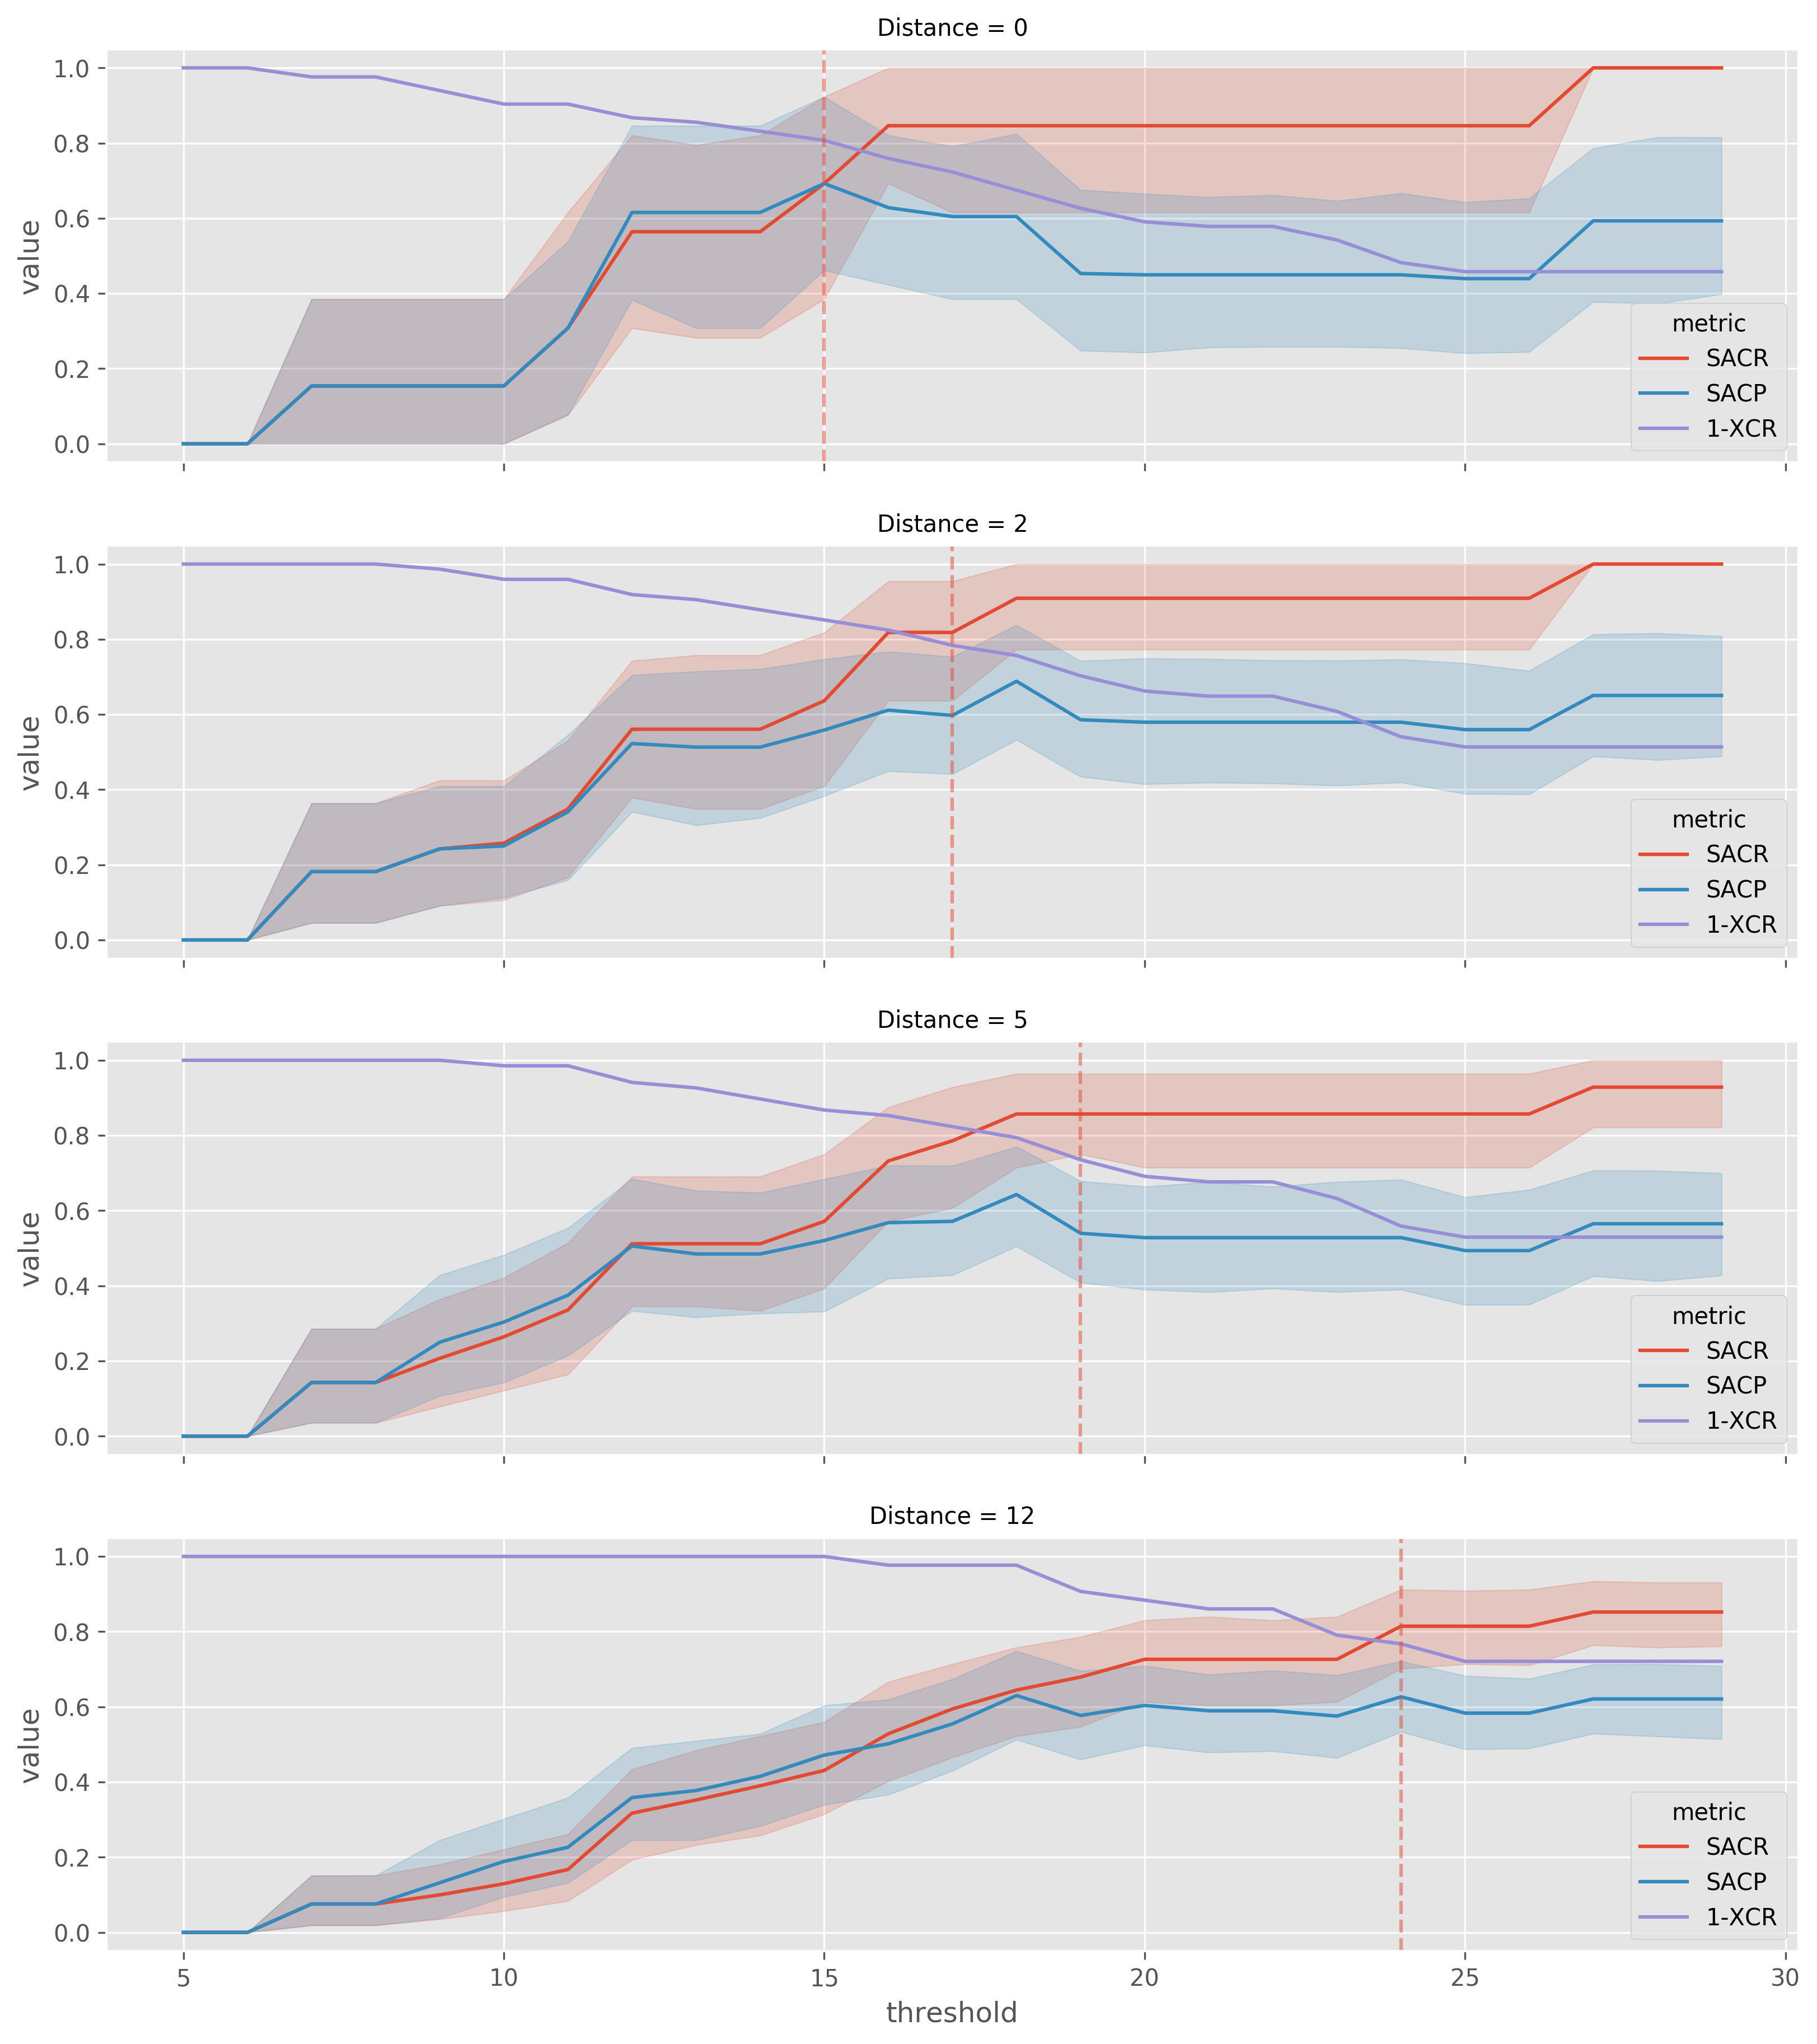 Distance = 0
1.0
0.8
0.6
0.4
0.2
0.0
value
metric
SACR
SACP
1-XCR
Distance = 2
1.0
0.8
0.6
0.4
0.2
0.0
value
metric
SACR
SACP
1-XCR
Distance = 5
1.0
0.8
0.6
0.4
0.2
0.0
value
metric
SACR
SACP
1-XCR
Distance = 12
1.0
0.8
0.6
0.4
0.2
0.0
value
metric
SACR
SACP
1-XCR
5 10 15 20 25 30
threshold